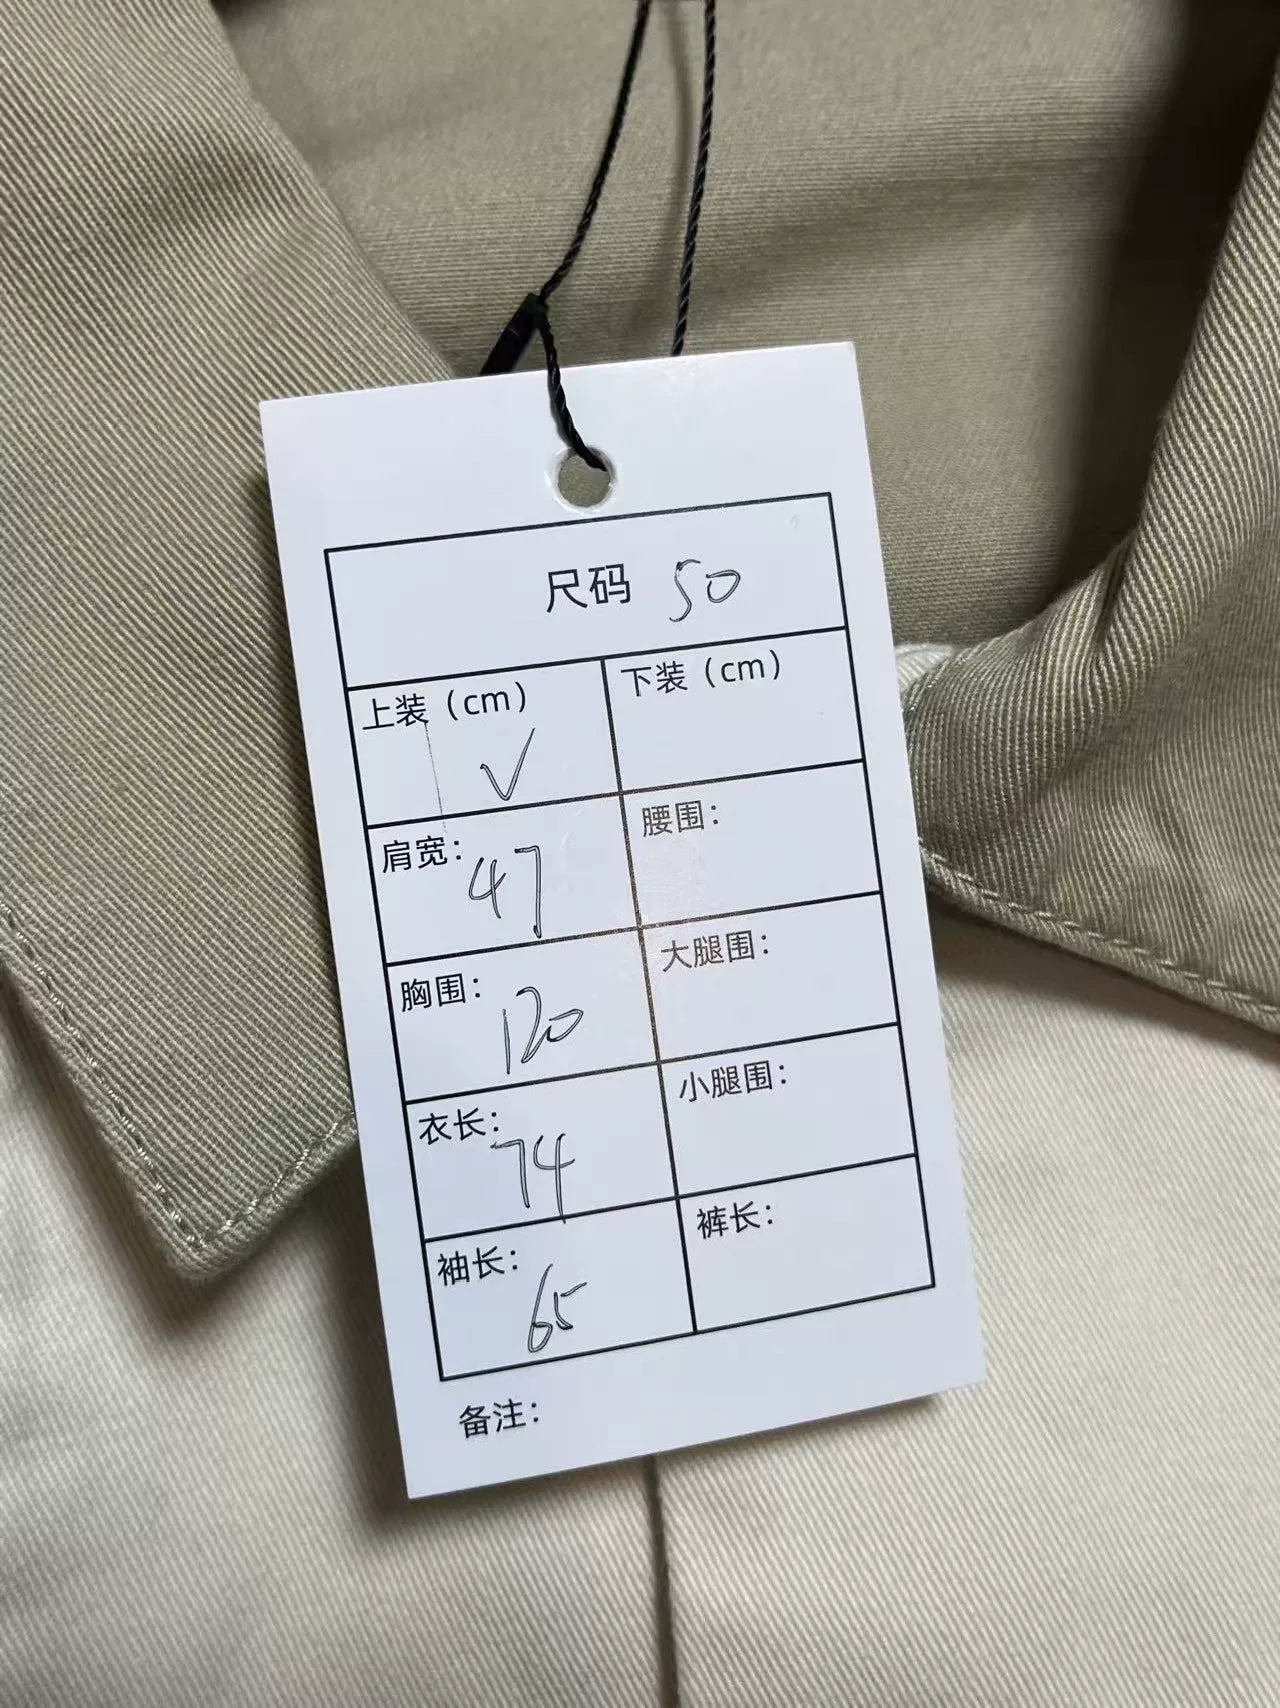 尺码 50
上装（cm） 下装（cm）
✓
肩宽： 47 腰围：
胸围： 120 大腿围：
衣长： 74 小腿围：
袖长： 65 裤长：
备注：